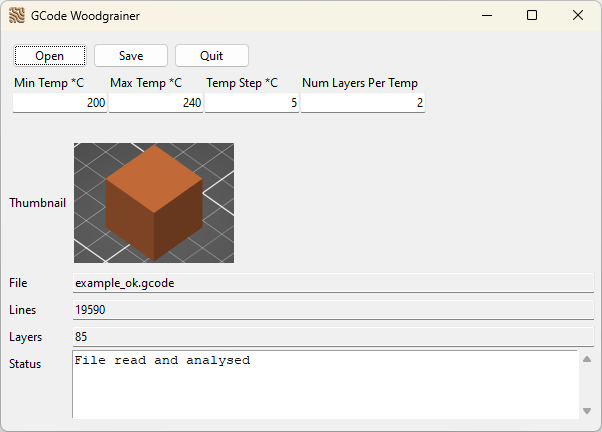 GCode Woodgrainer
Open Save Quit
Min Temp *C Max Temp *C Temp Step *C Num Layers Per Temp
200 240 5 2
Thumbnail
File example_ok.gcode
Lines 19590
Layers 85
Status File read and analysed